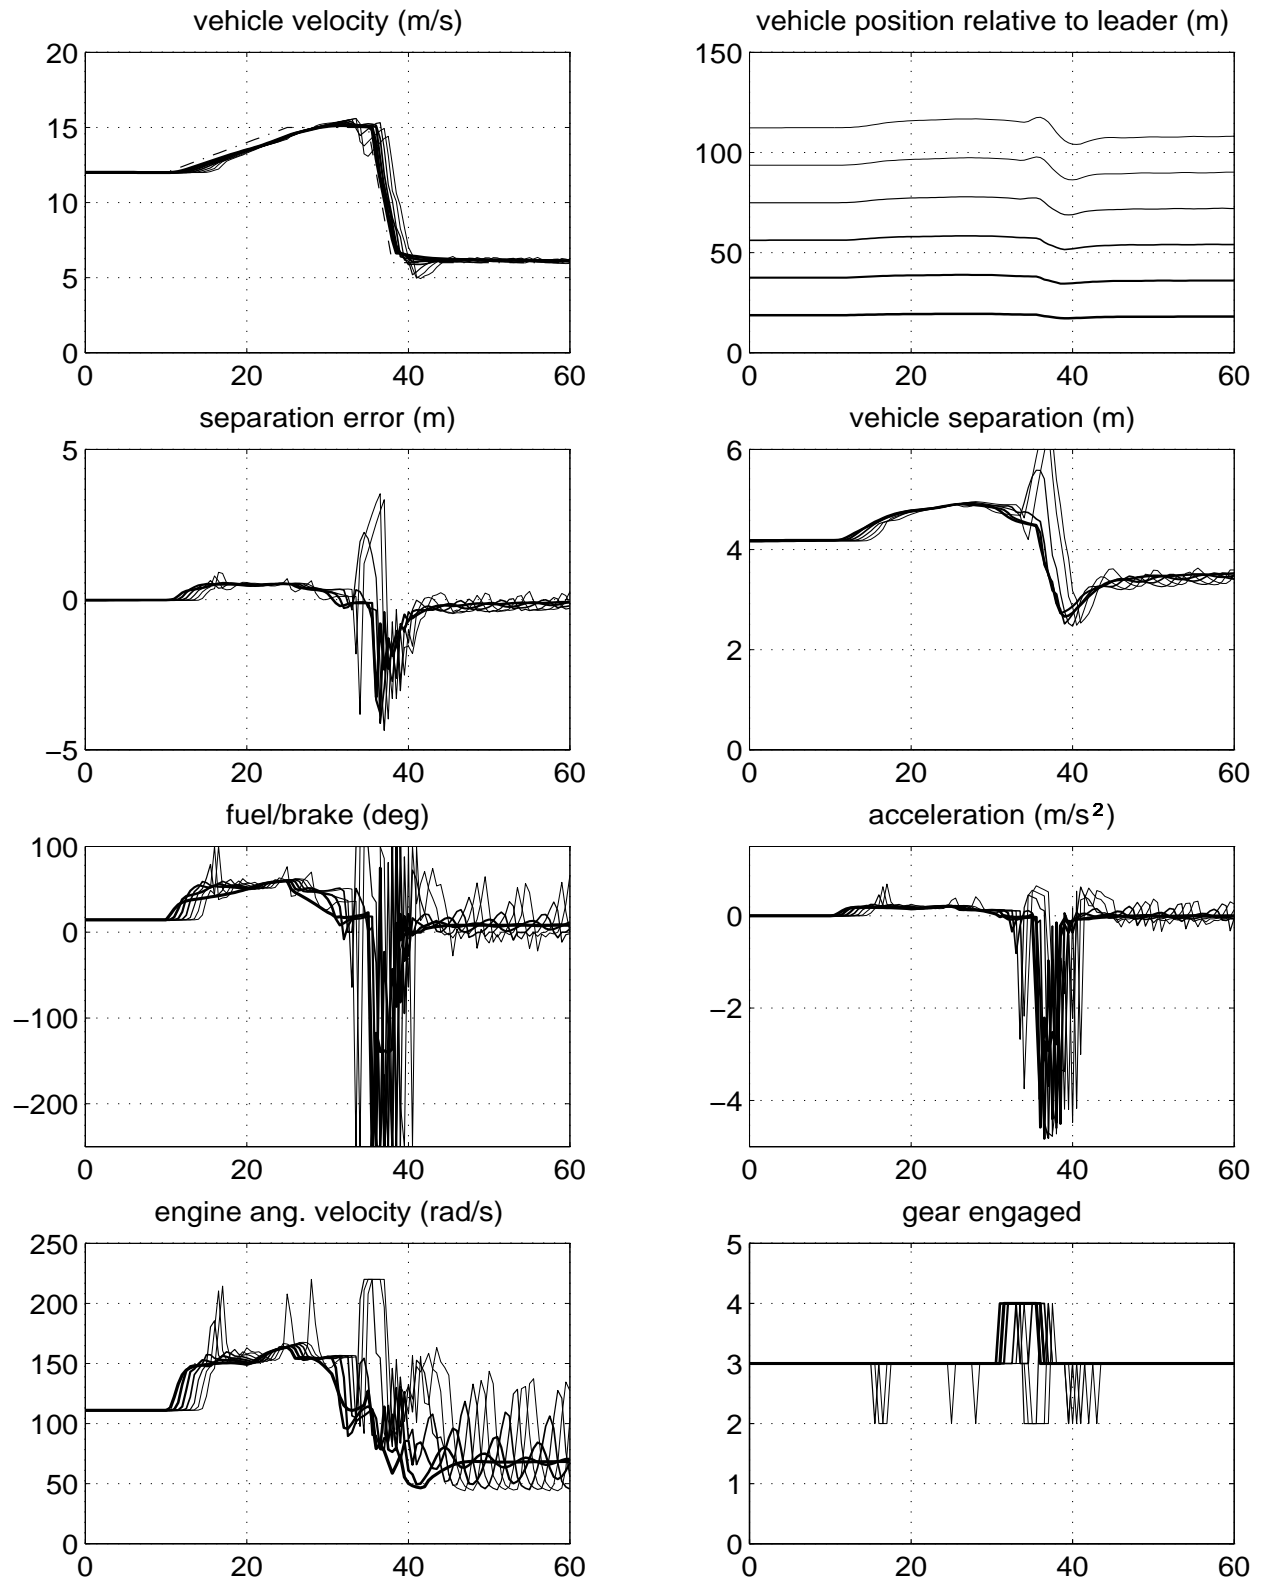 vehicle velocity (m/s)
20
15
10
5
0
0 20 40 60
vehicle position relative to leader (m)
150
100
50
0
0 20 40 60
separation error (m)
5
0
−5
0 20 40 60
vehicle separation (m)
6
4
2
0
0 20 40 60
fuel/brake (deg)
100
0
−100
−200
0 20 40 60
acceleration (m/s²)
0
−2
−4
0 20 40 60
engine ang. velocity (rad/s)
250
200
150
100
50
0
0 20 40 60
gear engaged
5
4
3
2
1
0
0 20 40 60